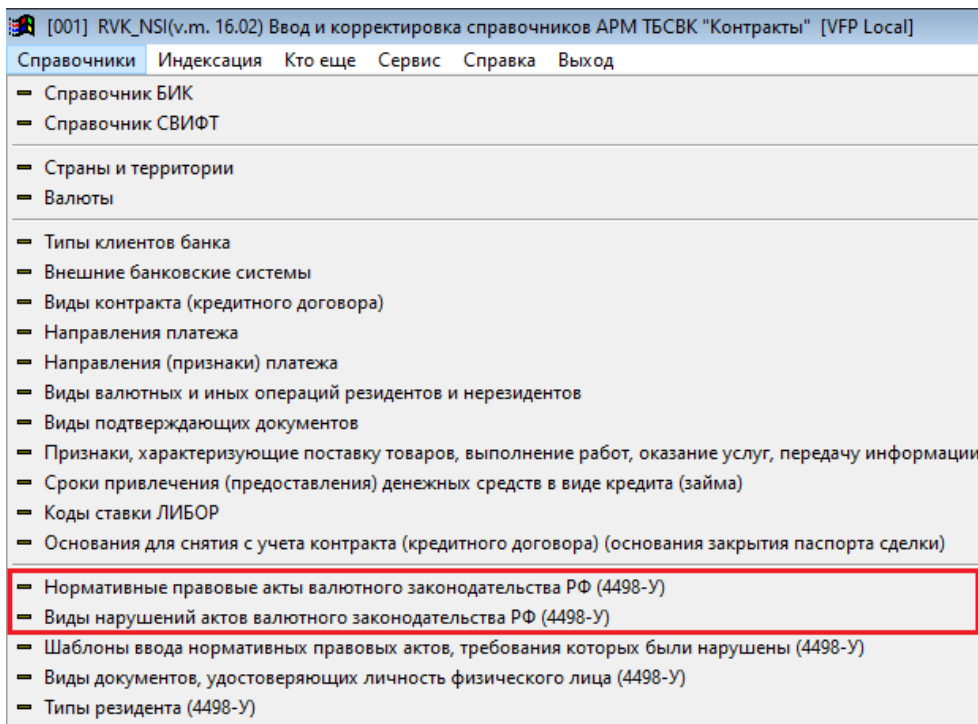 [001] RVK_NSI(v.m. 16.02) Ввод и корректировка справочников АРМ ТБСВК "Контракты" [VFP Local]
Справочники Индексация Кто еще Сервис Справка Выход
Справочник БИК
Справочник СВИФТ
Страны и территории
Валюты
Типы клиентов банка
Внешние банковские системы
Виды контракта (кредитного договора)
Направления платежа
Направления (признаки) платежа
Виды валютных и иных операций резидентов и нерезидентов
Виды подтверждающих документов
Признаки, характеризующие поставку товаров, выполнение работ, оказание услуг, передачу информации
Сроки привлечения (предоставления) денежных средств в виде кредита (займа)
Коды ставки ЛИБОР
Основания для снятия с учета контракта (кредитного договора) (основания закрытия паспорта сделки)
Нормативные правовые акты валютного законодательства РФ (4498-У)
Виды нарушений актов валютного законодательства РФ (4498-У)
Шаблоны ввода нормативных правовых актов, требования которых были нарушены (4498-У)
Виды документов, удостоверяющих личность физического лица (4498-У)
Типы резидента (4498-У)